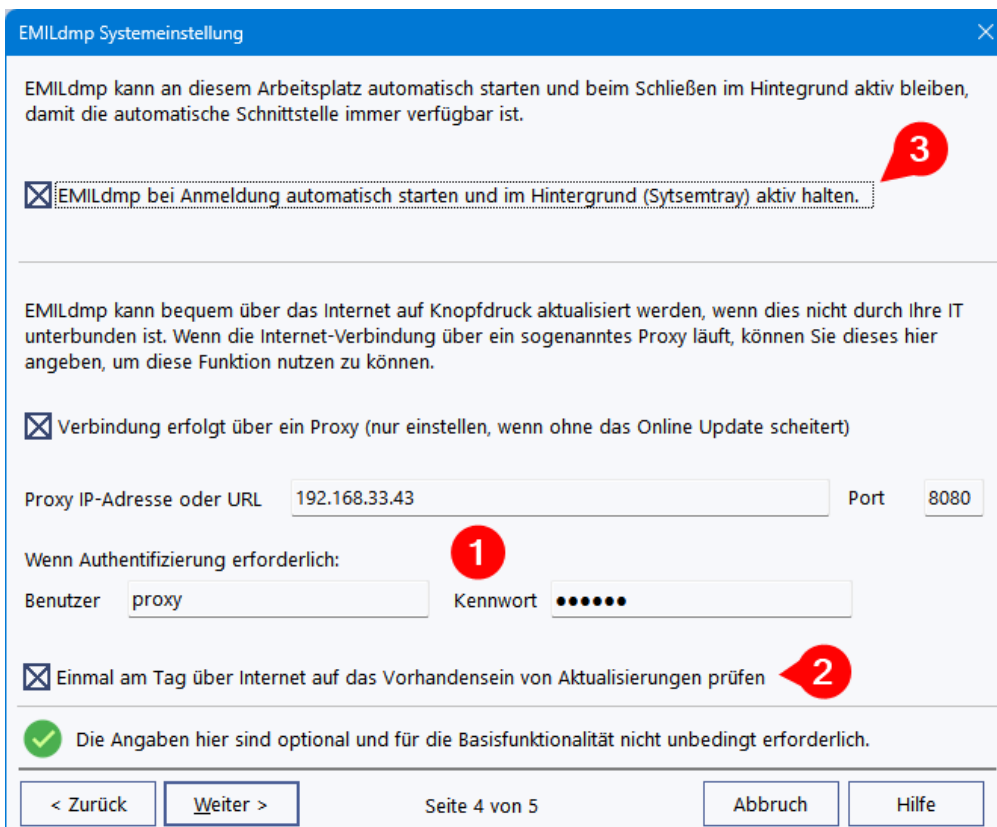 EMILdmp Systemeinstellung
EMILdmp kann an diesem Arbeitsplatz automatisch starten und beim Schließen im Hintegrund aktiv bleiben,
damit die automatische Schnittstelle immer verfügbar ist.
3
EMILdmp bei Anmeldung automatisch starten und im Hintergrund (Sytsemtray) aktiv halten.
EMILdmp kann bequem über das Internet auf Knopfdruck aktualisiert werden, wenn dies nicht durch Ihre IT
unterbunden ist. Wenn die Internet-Verbindung über ein sogenanntes Proxy läuft, können Sie dieses hier
angeben, um diese Funktion nutzen zu können.
Verbindung erfolgt über ein Proxy (nur einstellen, wenn ohne das Online Update scheitert)
Proxy IP-Adresse oder URL 192.168.33.43 Port 8080
Wenn Authentifizierung erforderlich: 1
Benutzer proxy Kennwort ●●●●●●
Einmal am Tag über Internet auf das Vorhandensein von Aktualisierungen prüfen 2
Die Angaben hier sind optional und für die Basisfunktionalität nicht unbedingt erforderlich.
< Zurück Weiter > Seite 4 von 5 Abbruch Hilfe